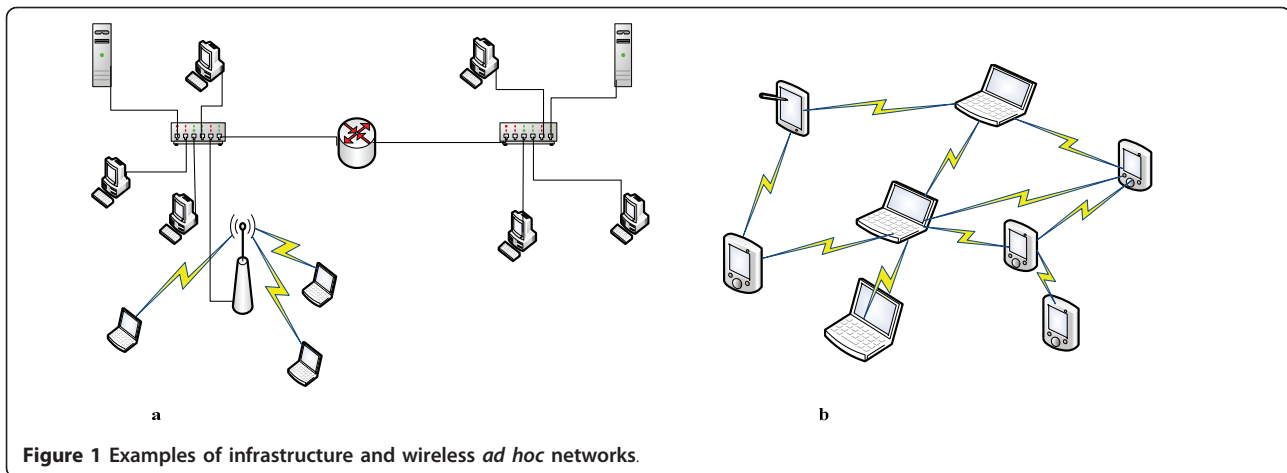 a
b
Figure 1 Examples of infrastructure and wireless ad hoc networks.